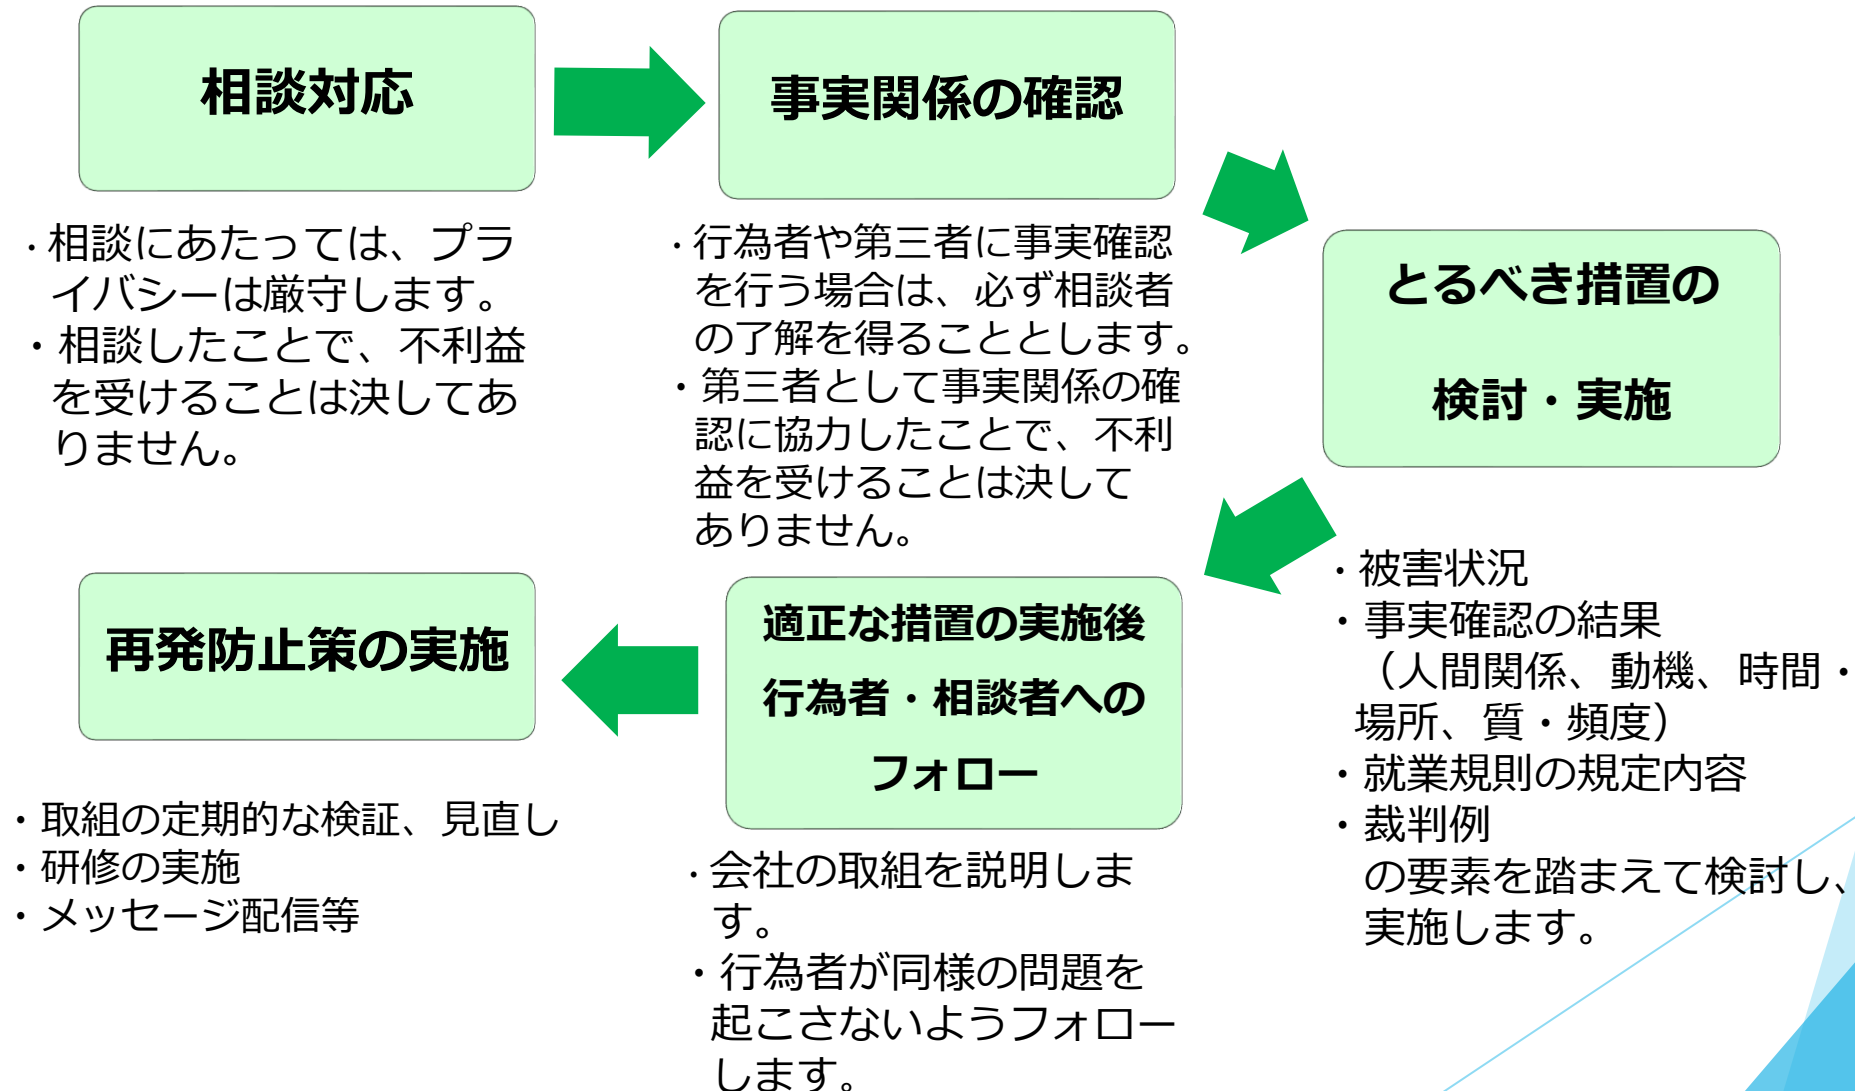 相談対応
・相談にあたっては、プラ
イバシーは厳守します。
・相談したことで、不利益
を受けることは決してあ
りません。
事実関係の確認
・行為者や第三者に事実確認
を行う場合は、必ず相談者
の了解を得ることとします。
・第三者として事実関係の確
認に協力したことで、不利
益を受けることは決して
ありません。
とるべき措置の
検討・実施
・被害状況
・事実確認の結果
（人間関係、動機、時間・
場所、質・頻度）
・就業規則の規定内容
・裁判例
の要素を踏まえて検討し、
実施します。
適正な措置の実施後
行為者・相談者への
フォロー
・会社の取組を説明しま
す。
・行為者が同様の問題を
起こさないようフォロー
します。
再発防止策の実施
・取組の定期的な検証、見直し
・研修の実施
・メッセージ配信等